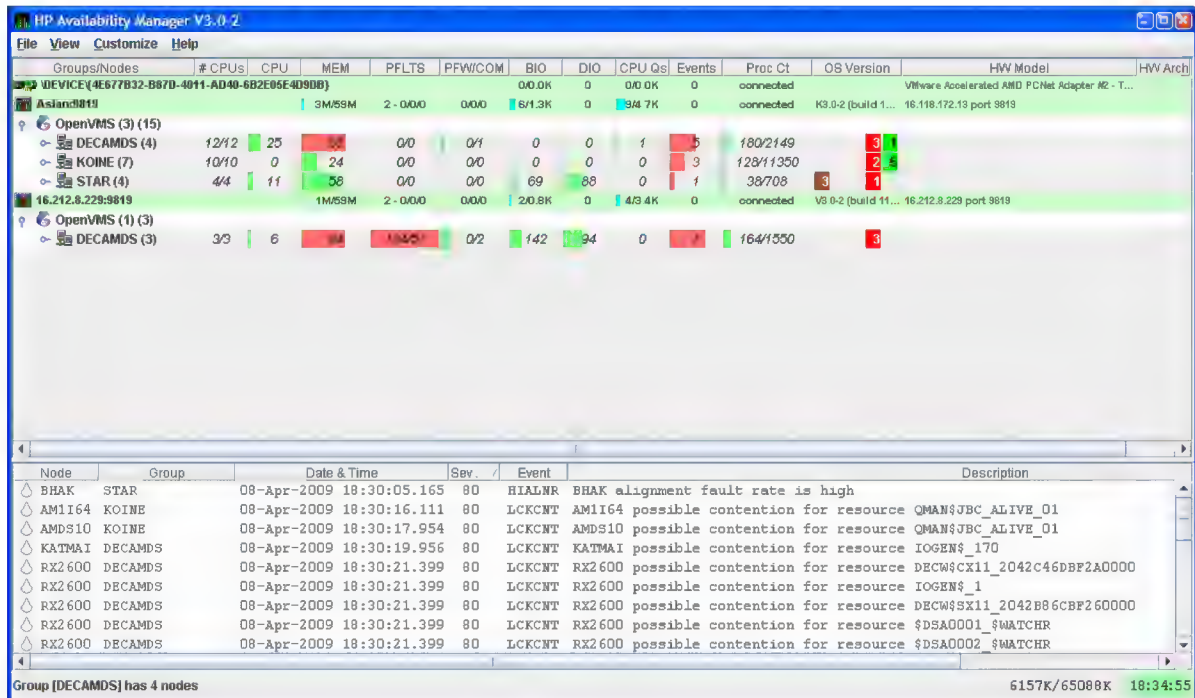 HP Availability Manager V3.0-2
File View Customize Help
Groups/Nodes # CPUs CPU MEM PFLTS PFW/COM BIO DIO CPU Qs Events Proc Ct OS Version HW Model HW Arch
\DEVICE\{4E677B32-B87D-4011-AD40-6B2E05E4D9DB} 0/0.0K 0 0/0.0K 0 connected VMware Accelerated AMD PCNet Adapter #2 - T...
Asiand9819 3M/59M 2 - 0/0/0 0/0/0 6/1.3K 0 9/4.7K 0 connected V3.0-2 (build 1... 16.118.172.13 port 9819
OpenVMS (3) (15)
DECAMDS (4) 12/12 25 0/0 0/1 0 0 1 5 180/2149 3 1
KOINE (7) 10/10 0 24 0/0 0/0 0 0 0 3 128/11350 2 5
STAR (4) 4/4 11 58 0/0 0/0 69 88 0 1 38/708 3 1
16.212.8.229:9819 1M/59M 2 - 0/0/0 0/0/0 2/0.8K 0 4/3.4K 0 connected V3.0-2 (build 11... 16.212.8.229 port 9819
OpenVMS (1) (3)
DECAMDS (3) 3/3 6 0/2 142 94 0 164/1550 3
Node Group Date & Time Sev. Event Description
BHAK STAR 08-Apr-2009 18:30:05.165 80 HIALNR BHAK alignment fault rate is high
AM1I64 KOINE 08-Apr-2009 18:30:16.111 80 LCKCNT AM1I64 possible contention for resource QMAN$JBC_ALIVE_01
AMDS10 KOINE 08-Apr-2009 18:30:17.954 80 LCKCNT AMDS10 possible contention for resource QMAN$JBC_ALIVE_01
KATMAI DECAMDS 08-Apr-2009 18:30:19.956 80 LCKCNT KATMAI possible contention for resource IOGEN$_170
RX2600 DECAMDS 08-Apr-2009 18:30:21.399 80 LCKCNT RX2600 possible contention for resource DECW$CX11_2042C46DBF2A0000
RX2600 DECAMDS 08-Apr-2009 18:30:21.399 80 LCKCNT RX2600 possible contention for resource IOGEN$_1
RX2600 DECAMDS 08-Apr-2009 18:30:21.399 80 LCKCNT RX2600 possible contention for resource DECW$SX11_2042B86CBF260000
RX2600 DECAMDS 08-Apr-2009 18:30:21.399 80 LCKCNT RX2600 possible contention for resource $DSA0001_$WATCHR
RX2600 DECAMDS 08-Apr-2009 18:30:21.399 80 LCKCNT RX2600 possible contention for resource $DSA0002_$WATCHR
Group [DECAMDS] has 4 nodes 6157K/65088K 18:34:55